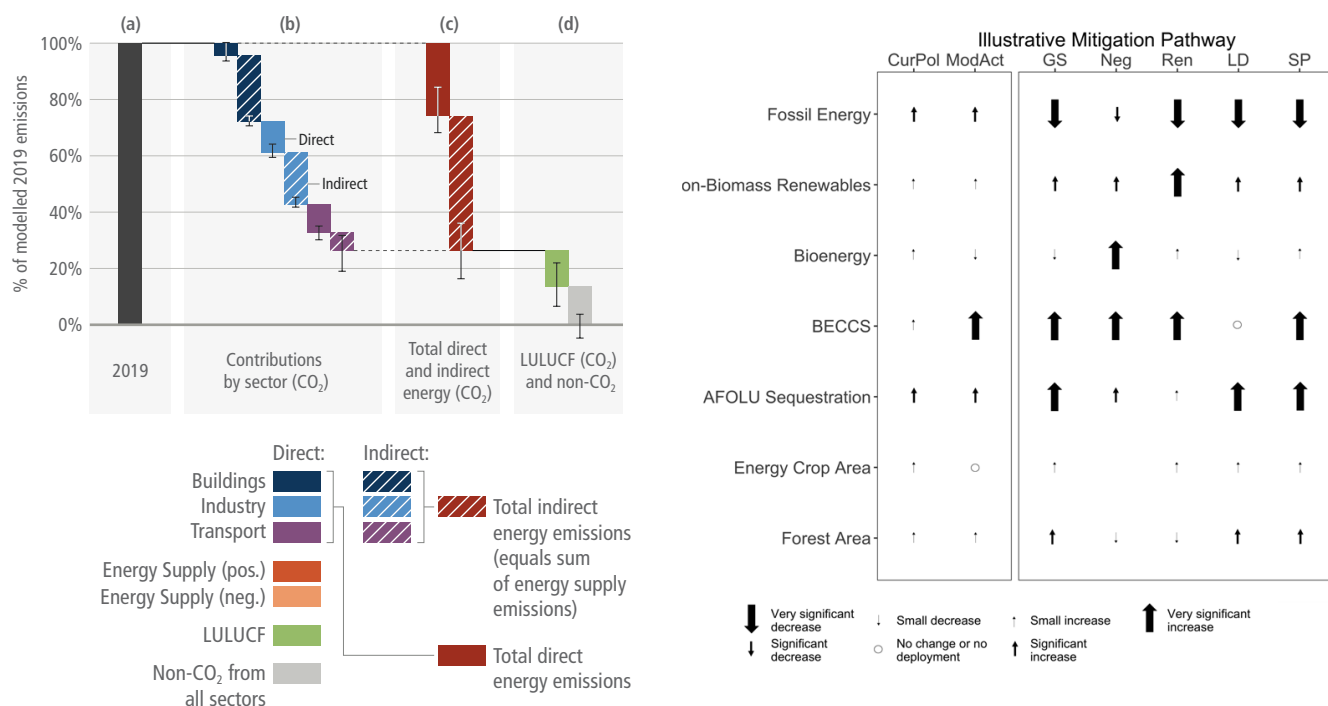 (a) (b) (c) (d)
100%
80%
60%
40%
20%
0%
% of modelled 2019 emissions
Direct
Indirect
2019
Contributions
by sector (CO₂)
Total direct
and indirect
energy (CO₂)
LULUCF (CO₂)
and non-CO₂
Direct: Indirect:
Buildings
Industry
Transport
Energy Supply (pos.)
Energy Supply (neg.)
LULUCF
Non-CO₂ from
all sectors
Total indirect
energy emissions
(equals sum
of energy supply
emissions)
Total direct
energy emissions
Illustrative Mitigation Pathway
CurPol ModAct GS Neg Ren LD SP
Fossil Energy
on-Biomass Renewables
Bioenergy
BECCS
AFOLU Sequestration
Energy Crop Area
Forest Area
Very significant
decrease
Significant
decrease
Small decrease
No change or no
deployment
Small increase
Significant
increase
Very significant
increase